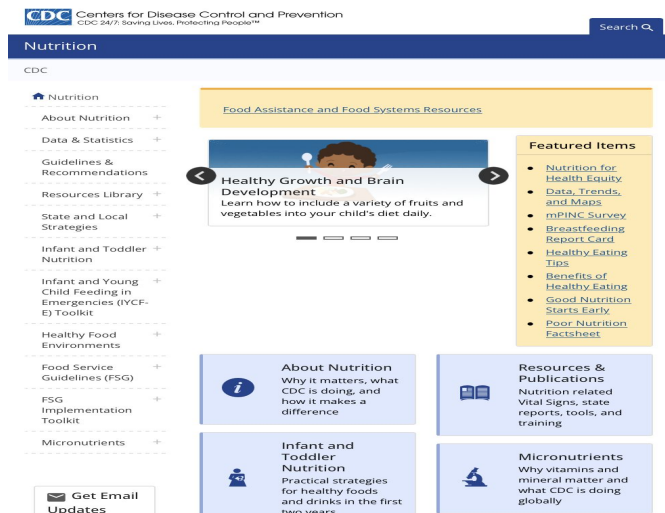 CDC
Centers for Disease Control and Prevention
CDC 24/7: Saving Lives, Protecting People™
Search
Nutrition
CDC
Nutrition
About Nutrition +
Data & Statistics +
Guidelines &
Recommendations
Resources Library +
State and Local +
Strategies
Infant and Toddler +
Nutrition
Infant and Young +
Child Feeding in
Emergencies (IYCF-
E) Toolkit
Healthy Food +
Environments
Food Service +
Guidelines (FSG)
FSG +
Implementation
Toolkit
Micronutrients +
Get Email
Updates
Food Assistance and Food Systems Resources
Healthy Growth and Brain
Development
Learn how to include a variety of fruits and
vegetables into your child's diet daily.
Featured Items
Nutrition for
Health Equity
Data, Trends,
and Maps
mPINC Survey
Breastfeeding
Report Card
Healthy Eating
Tips
Benefits of
Healthy Eating
Good Nutrition
Starts Early
Poor Nutrition
Factsheet
About Nutrition
Why it matters, what
CDC is doing, and
how it makes a
difference
Resources &
Publications
Nutrition related
Vital Signs, state
reports, tools, and
training
Infant and
Toddler
Nutrition
Practical strategies
for healthy foods
and drinks in the first
two years
Micronutrients
Why vitamins and
mineral matter and
what CDC is doing
globally